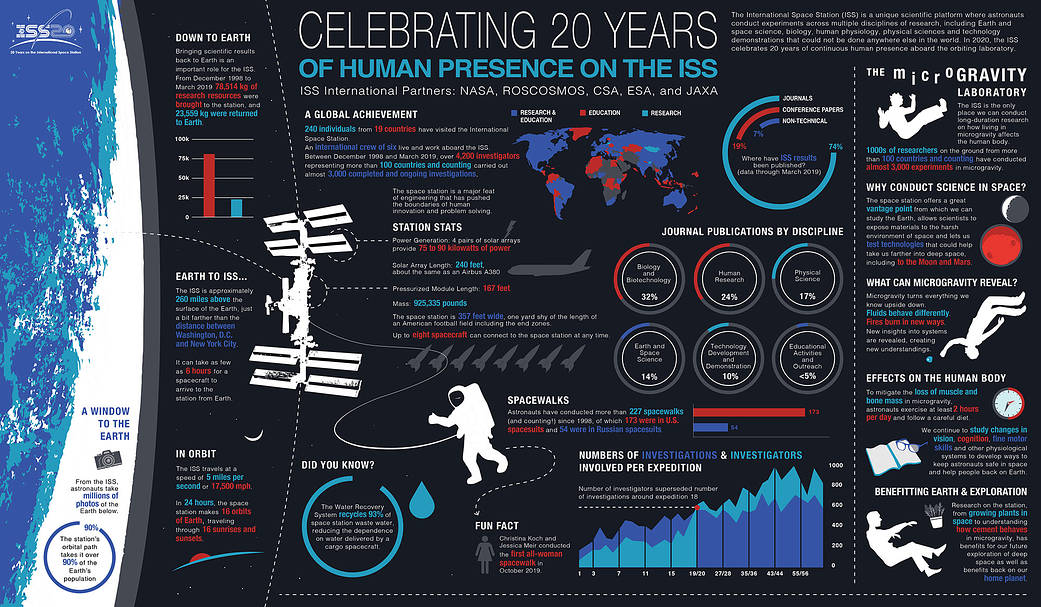 ISS20
20 Years on the International Space Station
CELEBRATING 20 YEARS
OF HUMAN PRESENCE ON THE ISS
ISS International Partners: NASA, ROSCOSMOS, CSA, ESA, and JAXA
The International Space Station (ISS) is a unique scientific platform where astronauts
conduct experiments across multiple disciplines of research, including Earth and
space science, biology, human physiology, physical sciences and technology
demonstrations that could not be done anywhere else in the world. In 2020, the ISS
celebrates 20 years of continuous human presence aboard the orbiting laboratory.
DOWN TO EARTH
Bringing scientific results
back to Earth is an
important role for the ISS.
From December 1998 to
March 2019 78,514 kg of
research resources were
brought to the station, and
23,559 kg were returned
to Earth.
100k
75k
50k
25k
0
EARTH TO ISS...
The ISS is approximately
260 miles above the
surface of the Earth, just
a bit farther than the
distance between
Washington, D.C.
and New York City.
It can take as few
as 6 hours for a
spacecraft to
arrive to the
station from Earth.
A WINDOW
TO THE
EARTH
From the ISS,
astronauts take
millions of
photos of the
Earth below.
90%
The station's
orbital path
takes it over
90% of the
Earth's
population
IN ORBIT
The ISS travels at a
speed of 5 miles per
second or 17,500 mph.
In 24 hours, the space
station makes 16 orbits
of Earth, traveling
through 16 sunrises and
sunsets.
A GLOBAL ACHIEVEMENT
240 individuals from 19 countries have visited the International
Space Station.
An international crew of six live and work aboard the ISS.
Between December 1998 and March 2019, over 4,200 investigators
representing more than 100 countries and counting carried out
almost 3,000 completed and ongoing investigations.
RESEARCH &
EDUCATION
EDUCATION
RESEARCH
The space station is a major feat
of engineering that has pushed
the boundaries of human
innovation and problem solving.
STATION STATS
Power Generation: 4 pairs of solar arrays
provide 75 to 90 kilowatts of power
Solar Array Length: 240 feet,
about the same as an Airbus A380
Pressurized Module Length: 167 feet
Mass: 925,335 pounds
The space station is 357 feet wide, one yard shy of the length of
an American football field including the end zones.
Up to eight spacecraft can connect to the space station at any time.
JOURNALS
CONFERENCE PAPERS
NON-TECHNICAL
7%
19%
74%
Where have ISS results
been published?
(data through March 2019)
JOURNAL PUBLICATIONS BY DISCIPLINE
Biology
and
Biotechnology
32%
Human
Research
24%
Physical
Science
17%
Earth and
Space
Science
14%
Technology
Development
and
Demonstration
10%
Educational
Activities
and
Outreach
<5%
SPACEWALKS
Astronauts have conducted more than 227 spacewalks
(and counting!) since 1998, of which 173 were in U.S.
spacesuits and 54 were in Russian spacesuits
173
54
DID YOU KNOW?
The Water Recovery
System recycles 93% of
space station waste water,
reducing the dependence
on water delivered by a
cargo spacecraft.
FUN FACT
Christina Koch and
Jessica Meir conducted
the first all-woman
spacewalk in
October 2019.
NUMBERS OF INVESTIGATIONS & INVESTIGATORS
INVOLVED PER EXPEDITION
Number of investigators superseded number
of investigations around expedition 18
1000
800
600
400
200
0
1 3 7 11 15 19/20 27/28 35/36 43/44 55/56
THE microGRAVITY
LABORATORY
The ISS is the only
place we can conduct
long-duration research
on how living in
microgravity affects
the human body.
1000s of researchers on the ground from more
than 100 countries and counting have conducted
almost 3,000 experiments in microgravity.
WHY CONDUCT SCIENCE IN SPACE?
The space station offers a great
vantage point from which we can
study the Earth, allows scientists to
expose materials to the harsh
environment of space and lets us
test technologies that could help
take us farther into deep space,
including to the Moon and Mars.
WHAT CAN MICROGRAVITY REVEAL?
Microgravity turns everything we
know upside down.
Fluids behave differently.
Fires burn in new ways.
New insights into systems
are revealed, creating
new understandings.
EFFECTS ON THE HUMAN BODY
To mitigate the loss of muscle and
bone mass in microgravity,
astronauts exercise at least 2 hours
per day and follow a careful diet.
We continue to study changes in
vision, cognition, fine motor
skills and other physiological
systems to develop ways to
keep astronauts safe in space
and help people back on Earth.
BENEFITTING EARTH & EXPLORATION
Research on the station,
from growing plants in
space to understanding
how cement behaves
in microgravity, has
benefits for our future
exploration of deep
space as well as
benefits back on our
home planet.